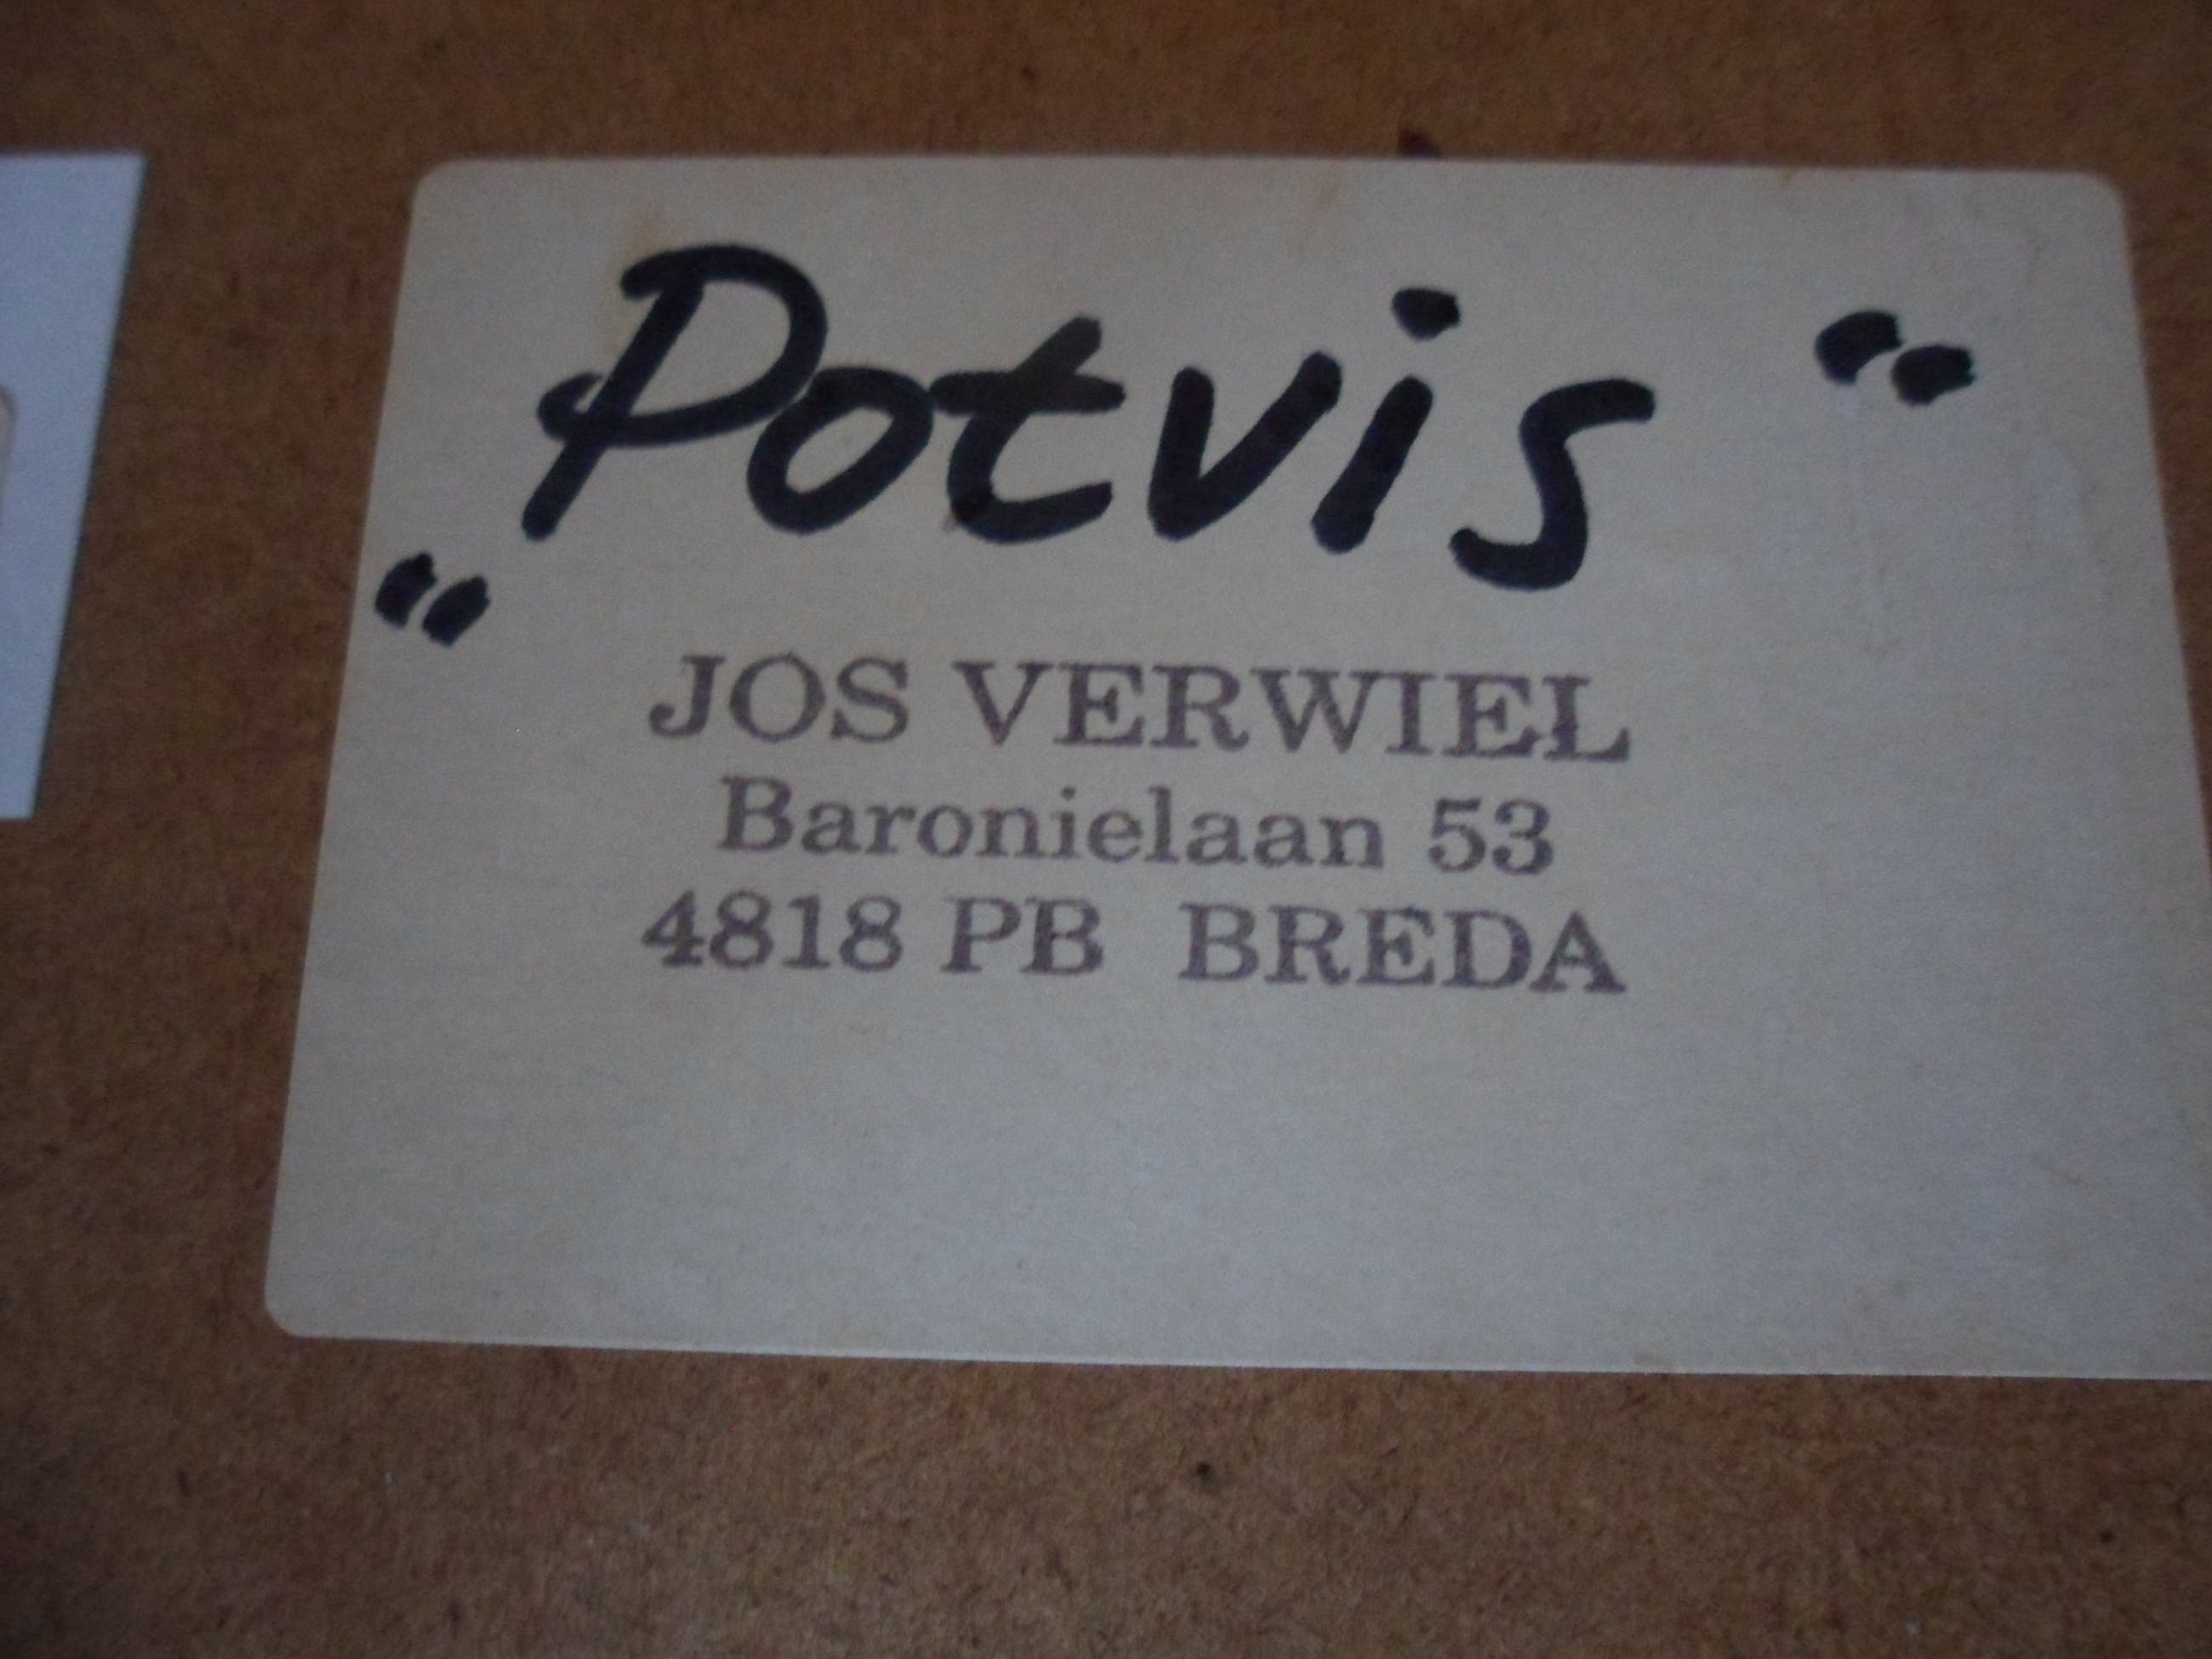 „Potvis“
JOS VERWIEL
Baronielaan 53
4818 PB BREDA